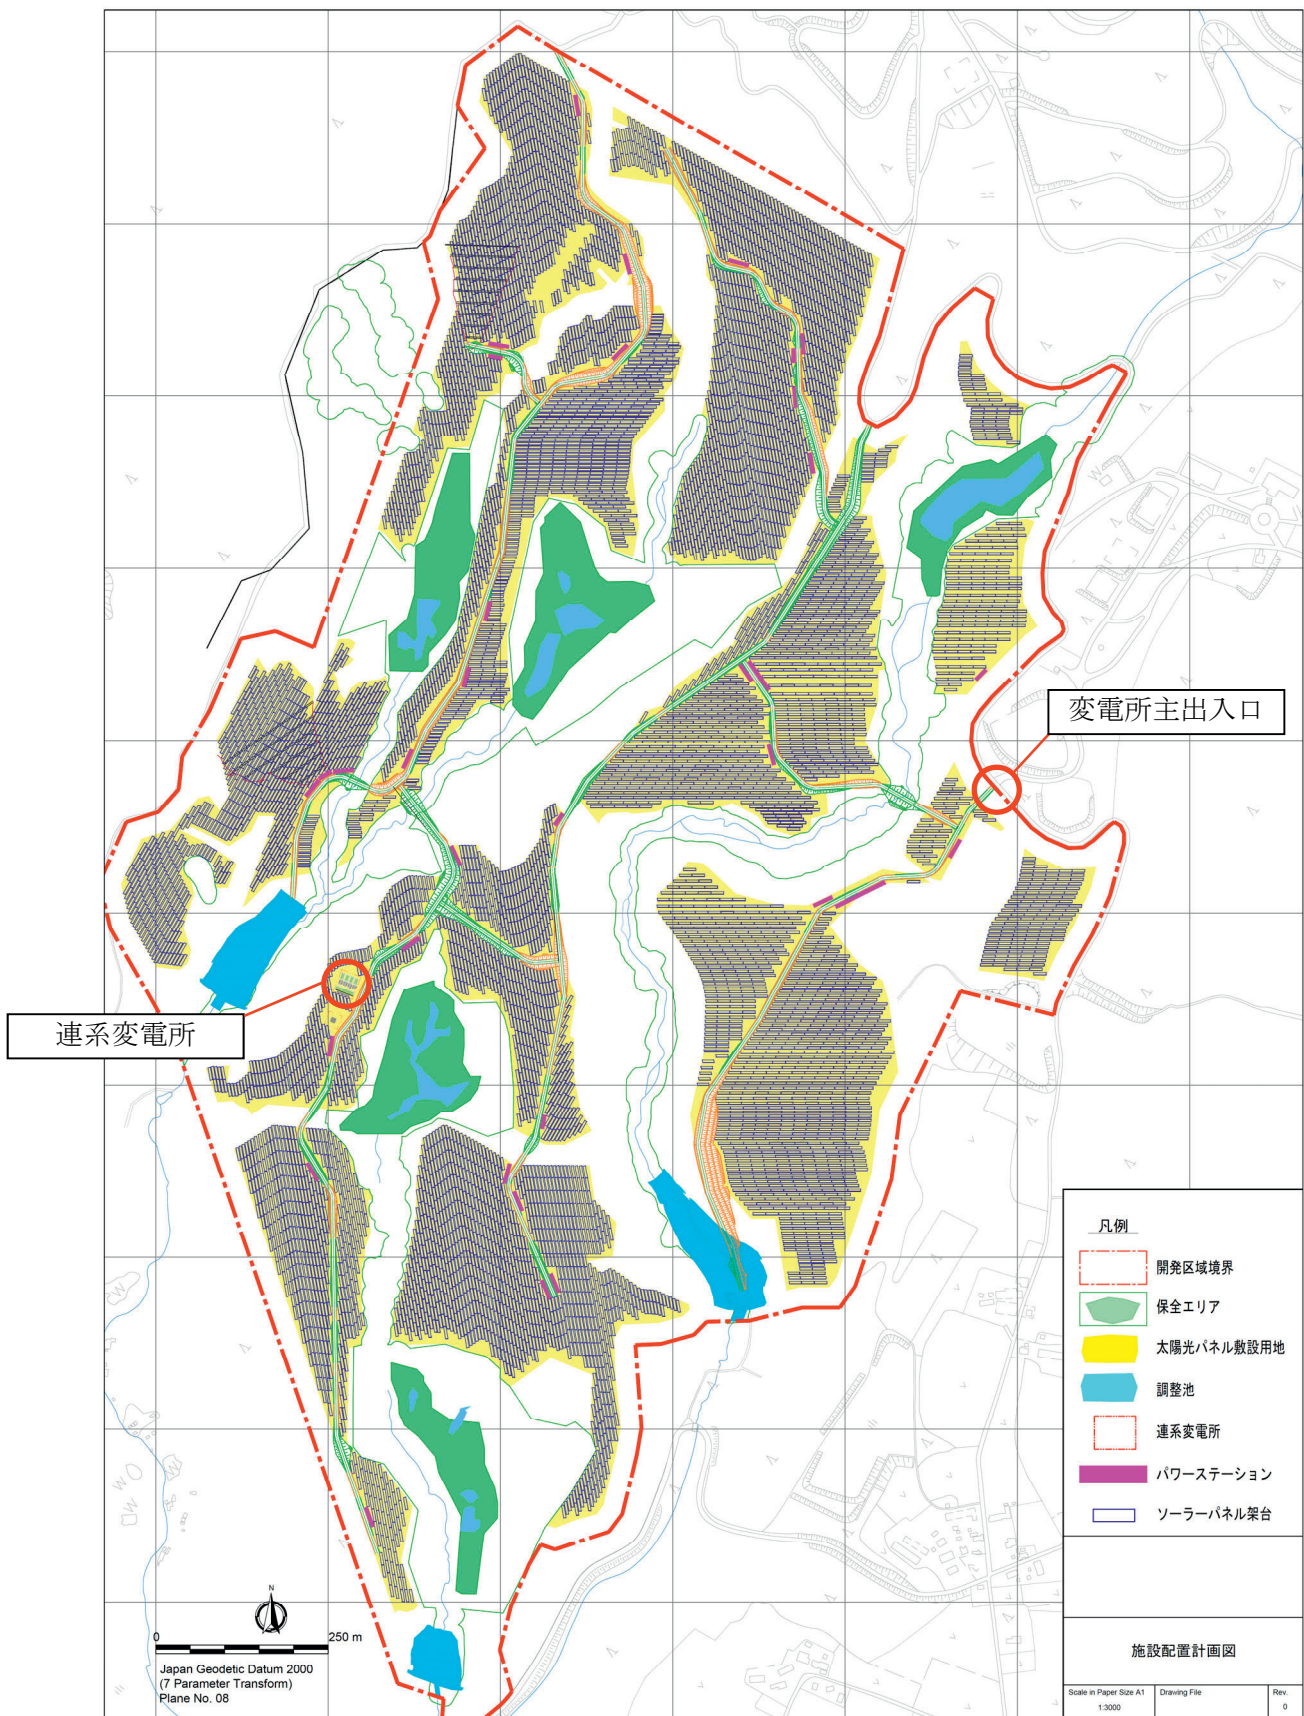 変電所主出入口
連系変電所
凡例
開発区域境界
保全エリア
太陽光パネル敷設用地
調整池
連系変電所
パワーステーション
ソーラーパネル架台
N
0
250 m
Japan Geodetic Datum 2000
(7 Parameter Transform)
Plane No. 08
施設配置計画図
Scale in Paper Size A1
1:3000
Drawing File
Rev.
0